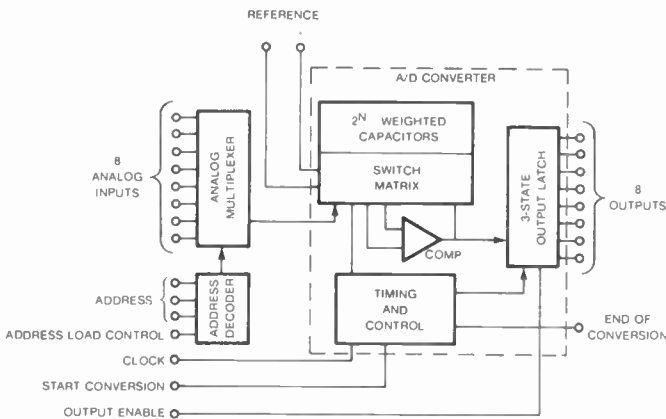 REFERENCE
A/D CONVERTER
2N WEIGHTED
CAPACITORS
SWITCH
MATRIX
8
ANALOG
INPUTS
ANALOG
MULTIPLEXER
3-STATE
OUTPUT LATCH
8
OUTPUTS
COMP
ADDRESS
ADDRESS
DECODER
TIMING
AND
CONTROL
ADDRESS LOAD CONTROL
END OF
CONVERSION
CLOCK
START CONVERSION
OUTPUT ENABLE